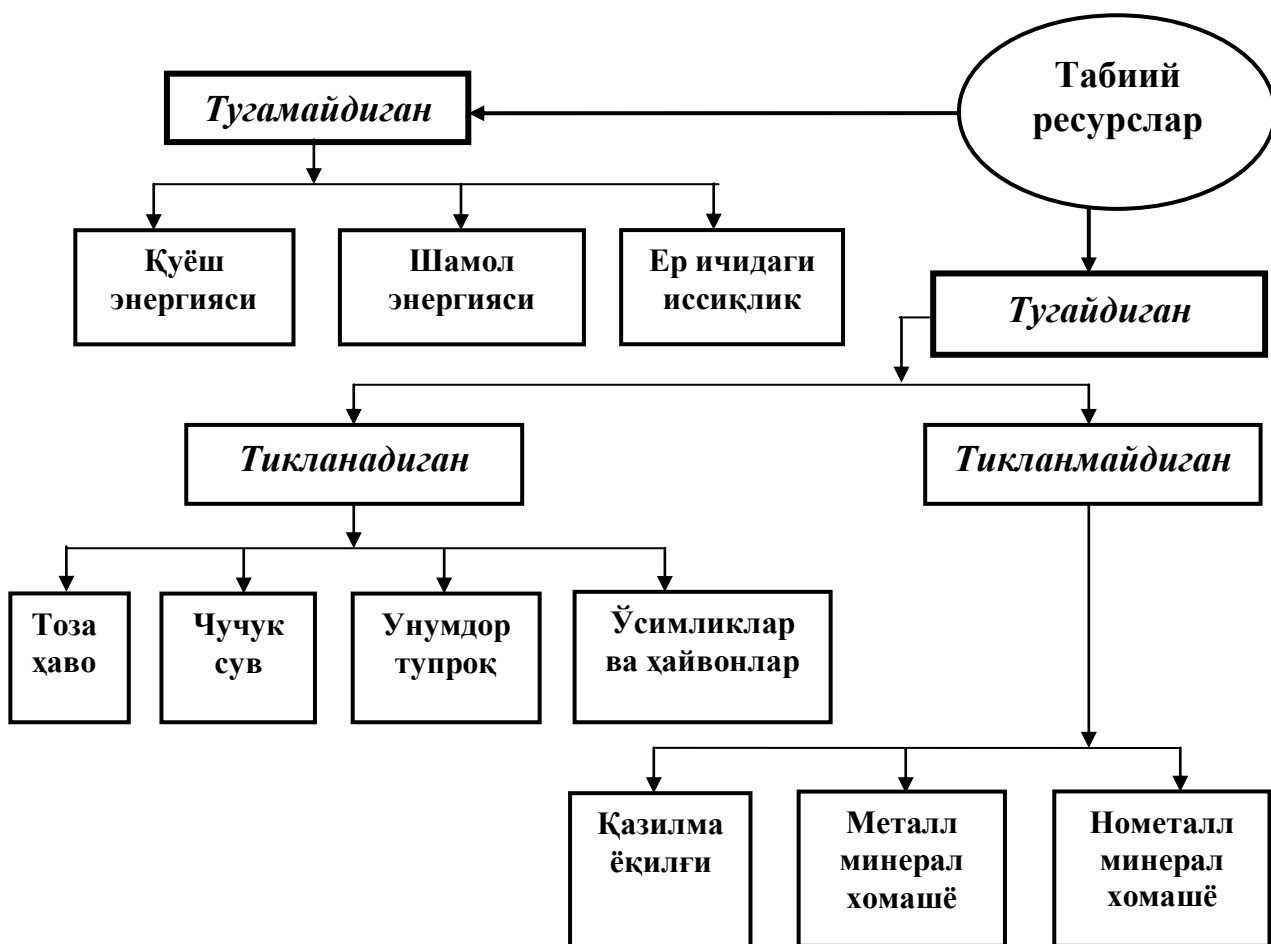 Табиий
ресурслар
Тугамайдиган
Қуёш
энергияси
Шамол
энергияси
Ер ичидаги
иссиқлик
Тугайдиган
Тикланадиган
Тикланмайдиган
Тоза
ҳаво
Чучук
сув
Унумдор
тупроқ
Ўсимликлар
ва ҳайвонлар
Қазилма
ёқилғи
Металл
минерал
хомашё
Нометалл
минерал
хомашё